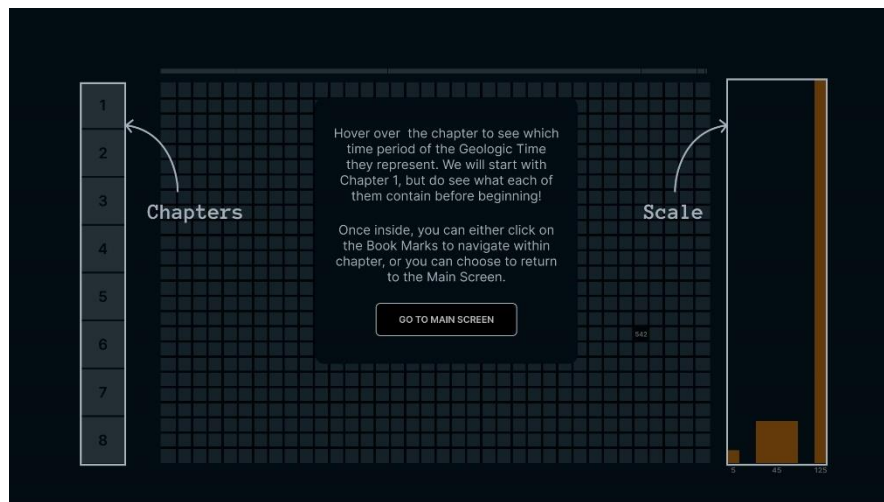 1
2
3
4
5
6
7
8
Chapters
Hover over the chapter to see which
time period of the Geologic Time
they represent. We will start with
Chapter 1, but do see what each of
them contain before beginning!
Once inside, you can either click on
the Book Marks to navigate within
chapter, or you can choose to return
to the Main Screen.
GO TO MAIN SCREEN
542
Scale
5 45 125